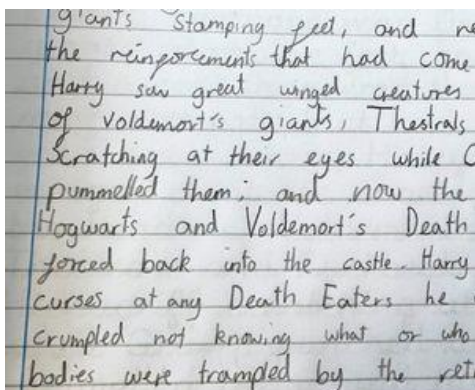 giants stamping feet, and
the reinforcements that had come
Harry saw great winged creatures
of Voldemort's giants, Thestrals
Scratching at their eyes while
pummelled them; and now the
Hogwarts and Voldemort's Death
forced back into the castle. Harry
curses at any Death Eaters he
crumpled not knowing what or who
bodies were trampled by the